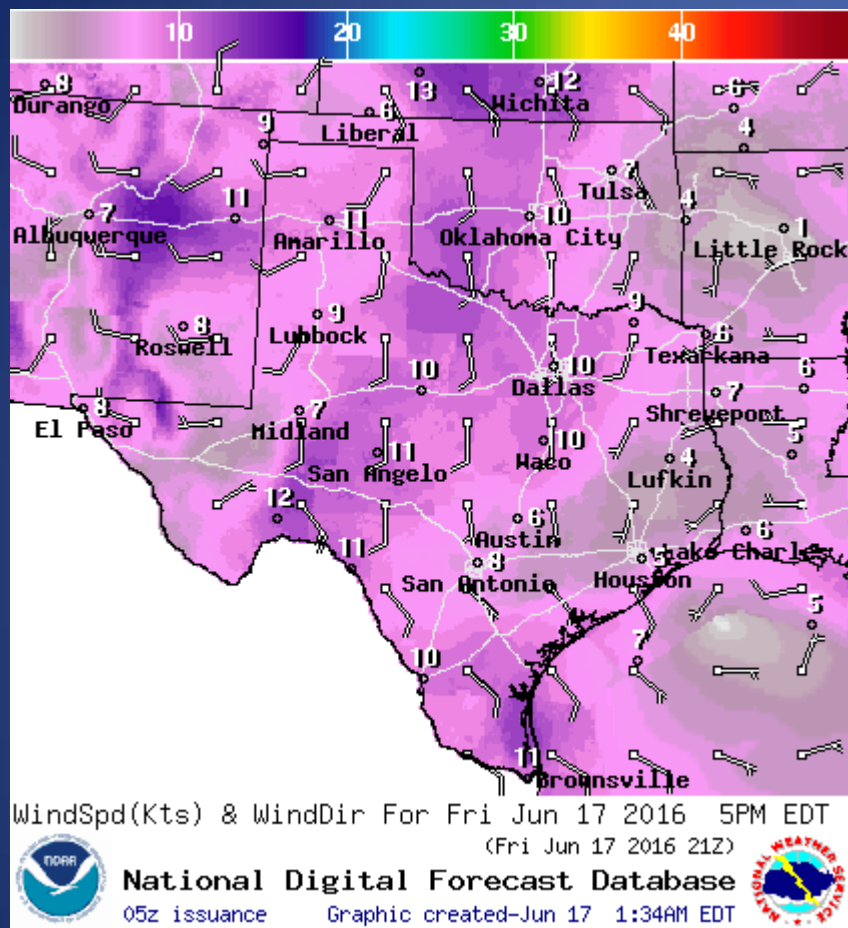 10 20 30 40
8 13 12 6
Durango Wichita
6
Liberal
9 4
7
Tulsa
7 11 11 10 4 1
Albuquerque Amarillo Oklahoma City Little Rock
9 9
8 6
Roswell Lubbock Texarkana
10 10 6
Dallas
8 7 7
El Paso Midland Shreveport
11 10 4 5
San Angelo Waco Lufkin
12 6 6
Austin Lake Charles
11 8 5
San Antonio Houston
5
7
10
11
Brownsville
WindSpd(Kts) & WindDir For Fri Jun 17 2016 5PM EDT
(Fri Jun 17 2016 21Z)
NOAA
National Digital Forecast Database
05z issuance Graphic created-Jun 17 1:34AM EDT
NATIONAL WEATHER SERVICE